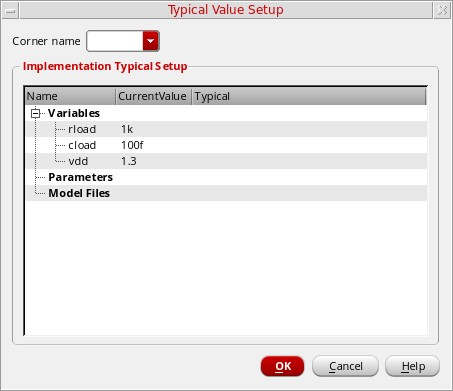 Typical Value Setup
Corner name
Implementation Typical Setup
Name CurrentValue Typical
Variables
rload 1k
cload 100f
vdd 1.3
Parameters
Model Files
OK Cancel Help